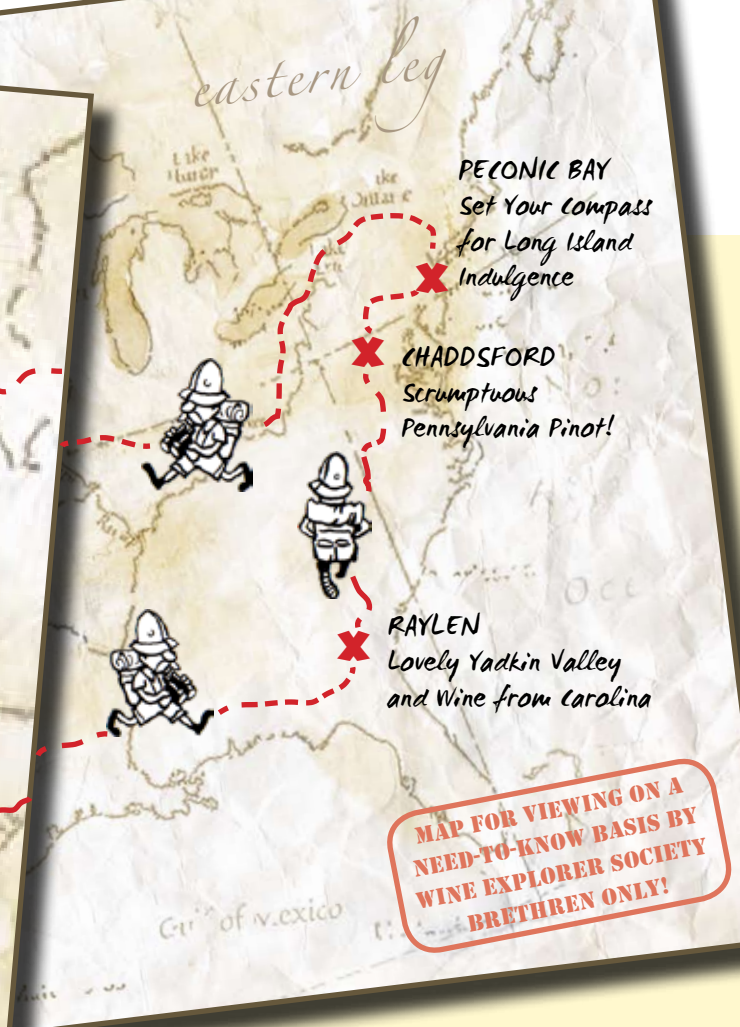 eastern leg
Lake
the
PECONIC BAY
Set Your Compass
for Long Island
Indulgence
CHADDSFORD
Scrumptuous
Pennsylvania Pinot!
RAYLEN
Lovely Yadkin Valley
and Wine from Carolina
MAP FOR VIEWING ON A
NEED-TO-KNOW BASIS BY
WINE EXPLORER SOCIETY
BRETHREN ONLY!
of